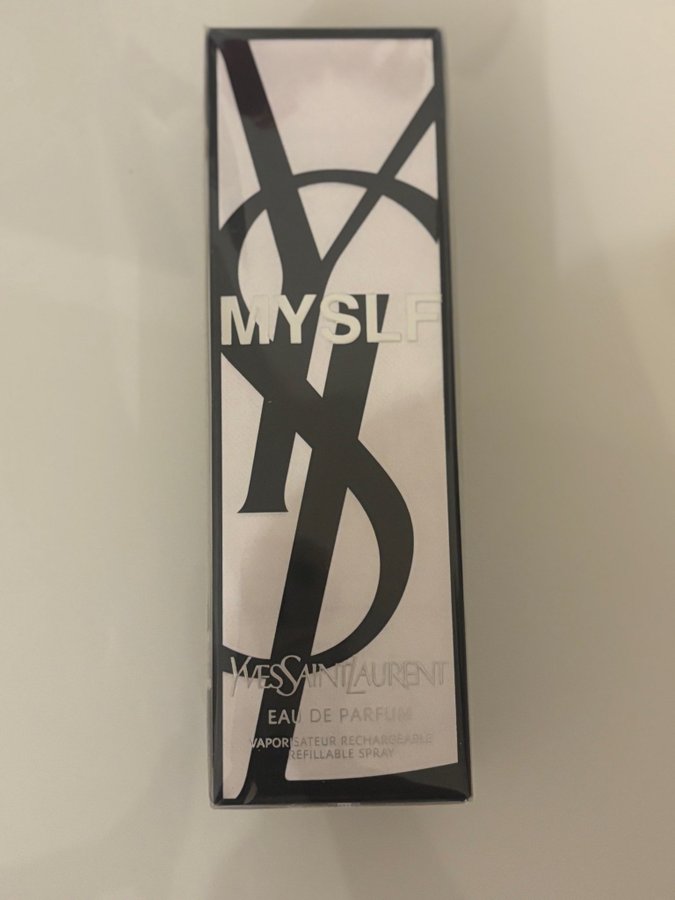 MYSLF
YVESSAINTLAURENT
EAU DE PARFUM
VAPORISATEUR RECHARGEABLE
REFILLABLE SPRAY